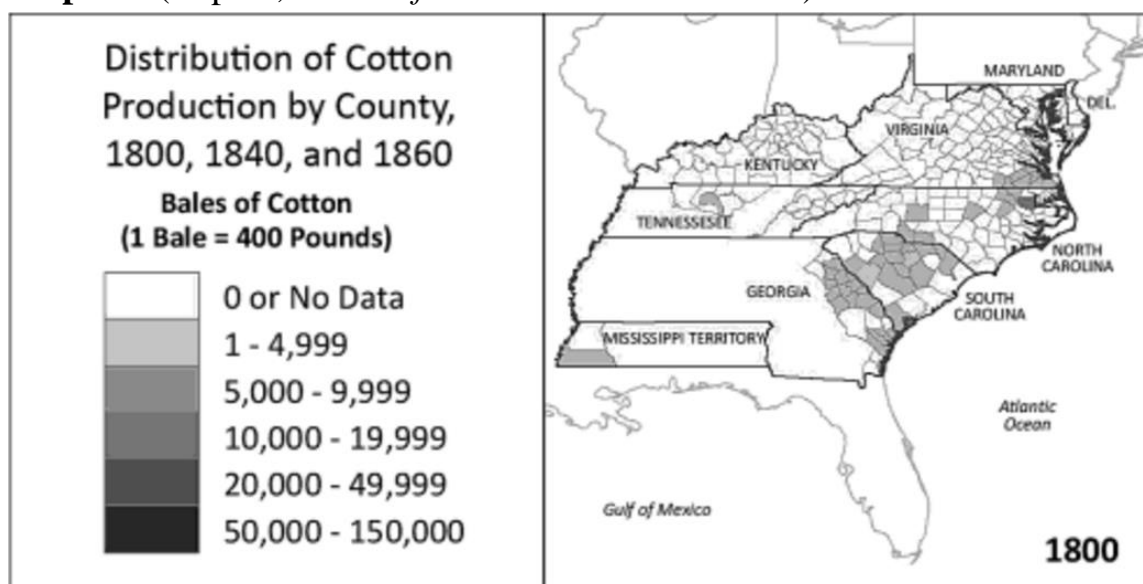 Distribution of Cotton
Production by County,
1800, 1840, and 1860
Bales of Cotton
(1 Bale = 400 Pounds)
0 or No Data
1 - 4,999
5,000 - 9,999
10,000 - 19,999
20,000 - 49,999
50,000 - 150,000
MARYLAND
DEL.
VIRGINIA
KENTUCKY
TENNESSESEE
NORTH
CAROLINA
GEORGIA
SOUTH
CAROLINA
MISSISSIPPI TERRITORY
Atlantic
Ocean
Gulf of Mexico
1800